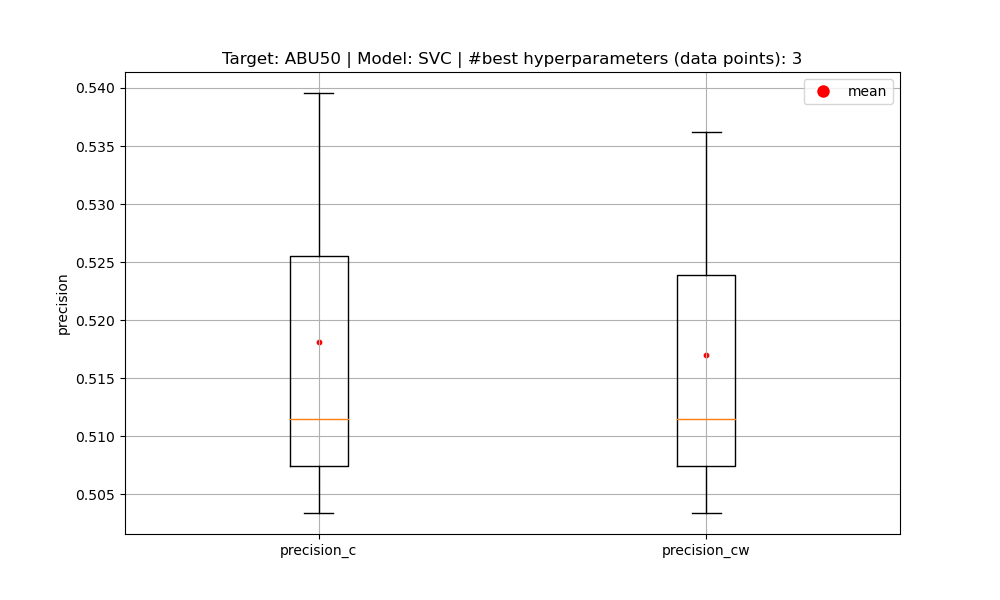 Target: ABU50 | Model: SVC | #best hyperparameters (data points): 3
mean
0.540
0.535
0.530
0.525
0.520
0.515
0.510
0.505
precision
precision_c
precision_cw